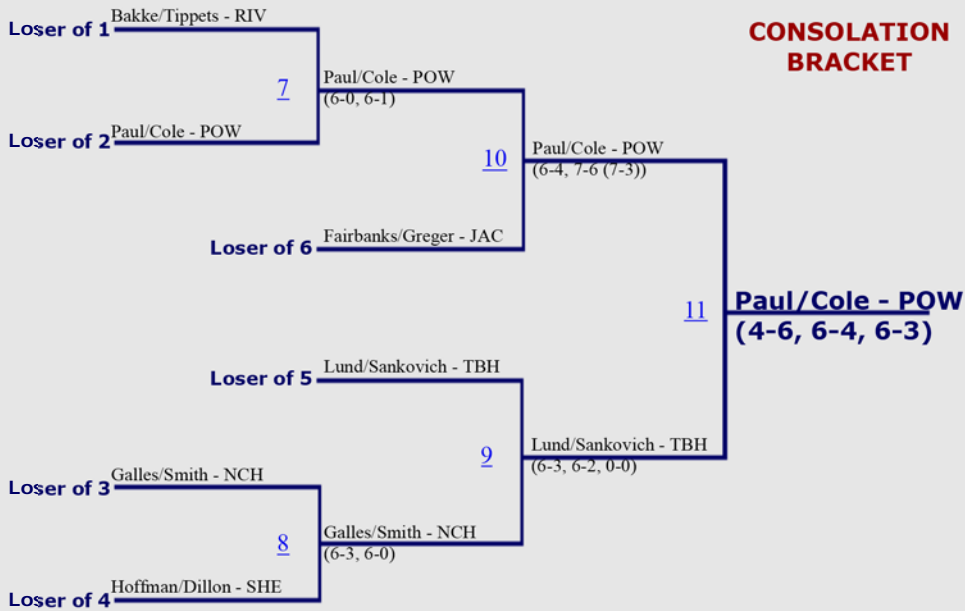 Bakke/Tippets - RIV
Loser of 1
CONSOLATION
BRACKET
7
Paul/Cole - POW
(6-0, 6-1)
Loser of 2
Paul/Cole - POW
10
Paul/Cole - POW
(6-4, 7-6 (7-3))
Loser of 6
Fairbanks/Greger - JAC
11
Paul/Cole - POW
(4-6, 6-4, 6-3)
Loser of 5
Lund/Sankovich - TBH
9
Lund/Sankovich - TBH
(6-3, 6-2, 0-0)
Loser of 3
Galles/Smith - NCH
8
Galles/Smith - NCH
(6-3, 6-0)
Loser of 4
Hoffman/Dillon - SHE